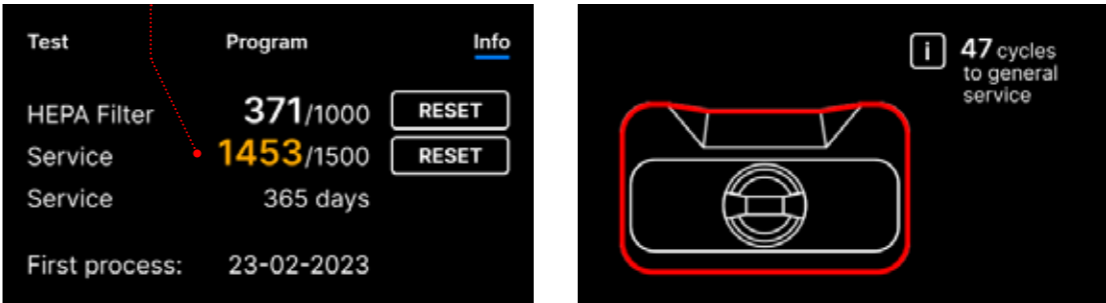 Test Program Info
HEPA Filter 371/1000 RESET
Service 1453/1500 RESET
Service 365 days
First process: 23-02-2023
i 47 cycles
to general
service